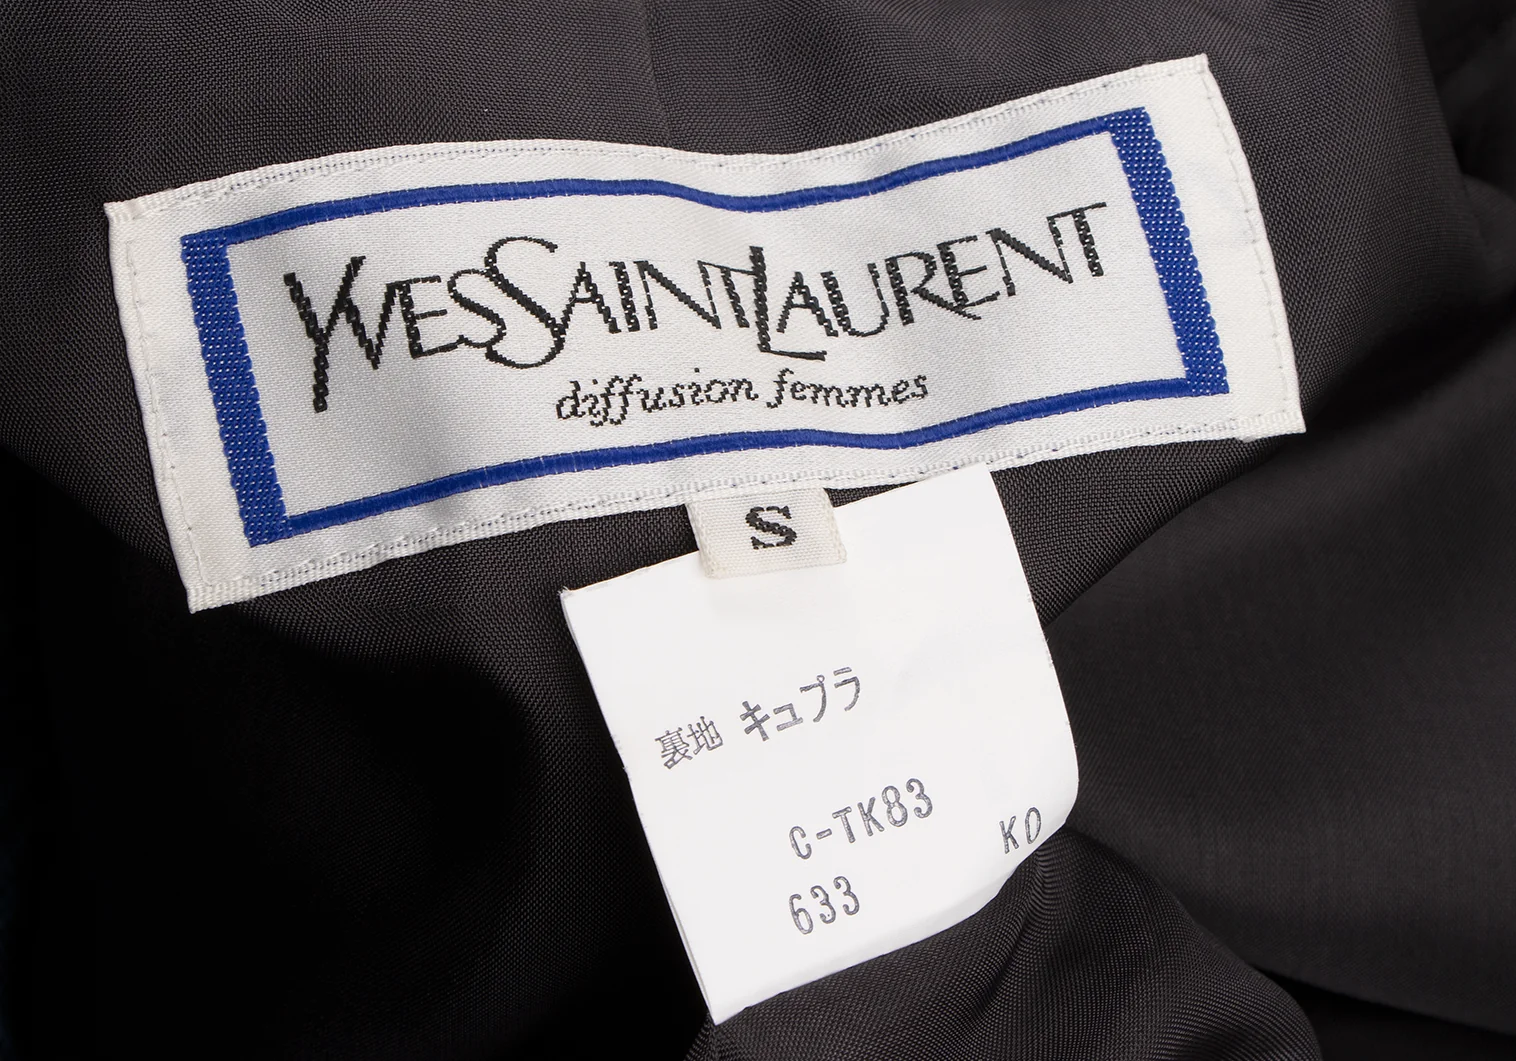 YVESSAINTLAURENT
diffusion femmes
S
裏地 キュプラ
C-TK83
KO
633